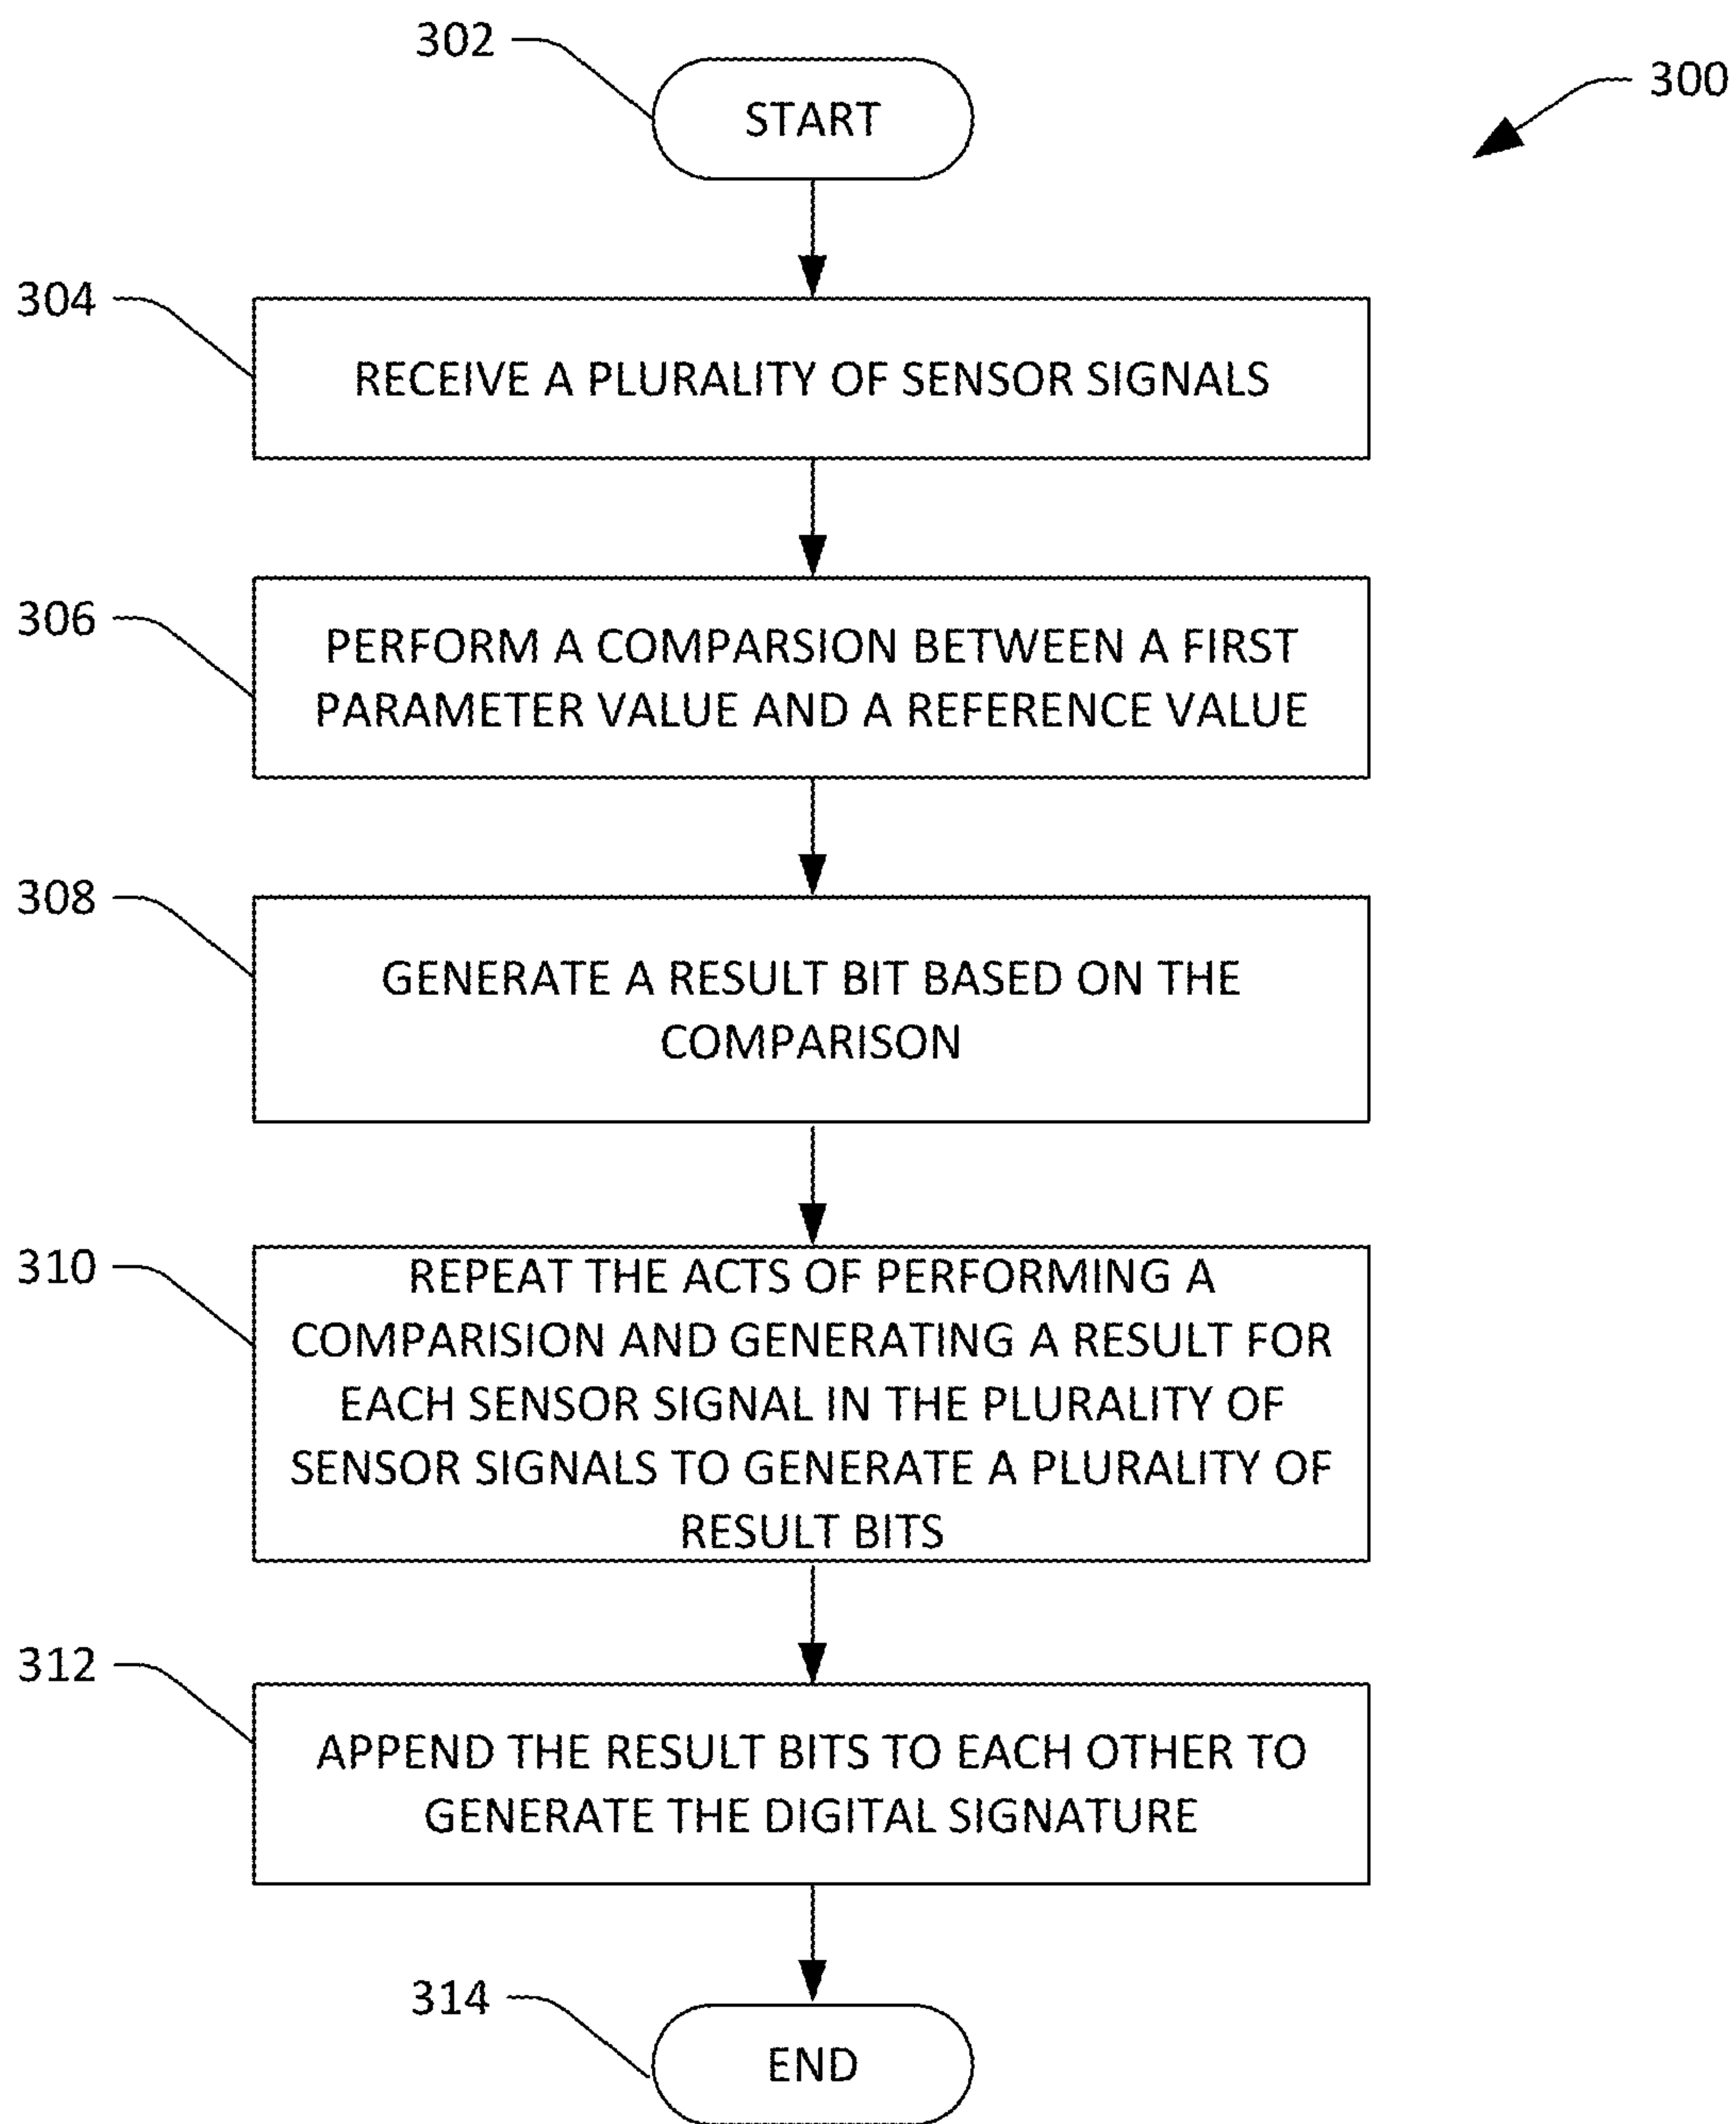 302
START
300
304
RECEIVE A PLURALITY OF SENSOR SIGNALS
306
PERFORM A COMPARSION BETWEEN A FIRST
PARAMETER VALUE AND A REFERENCE VALUE
308
GENERATE A RESULT BIT BASED ON THE
COMPARISON
310
REPEAT THE ACTS OF PERFORMING A
COMPARISION AND GENERATING A RESULT FOR
EACH SENSOR SIGNAL IN THE PLURALITY OF
SENSOR SIGNALS TO GENERATE A PLURALITY OF
RESULT BITS
312
APPEND THE RESULT BITS TO EACH OTHER TO
GENERATE THE DIGITAL SIGNATURE
314
END